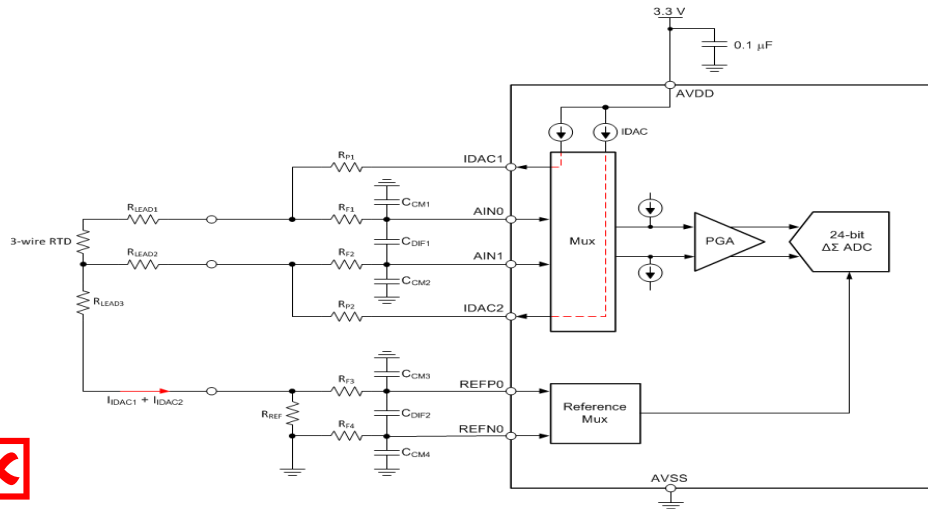 3.3 V
0.1 µF
AVDD
IDAC
IDAC1
RP1
CCM1
RLEAD1
RF1
AIN0
3-wire RTD
CDIF1
Mux
PGA
24-bit
ΔΣ ADC
RLEAD2
RF2
AIN1
CCM2
RLEAD3
RP2
IDAC2
CCM3
RF3
REFP0
IIDAC1 + IIDAC2
RREF
CDIF2
Reference
Mux
RF4
REFN0
CCM4
AVSS